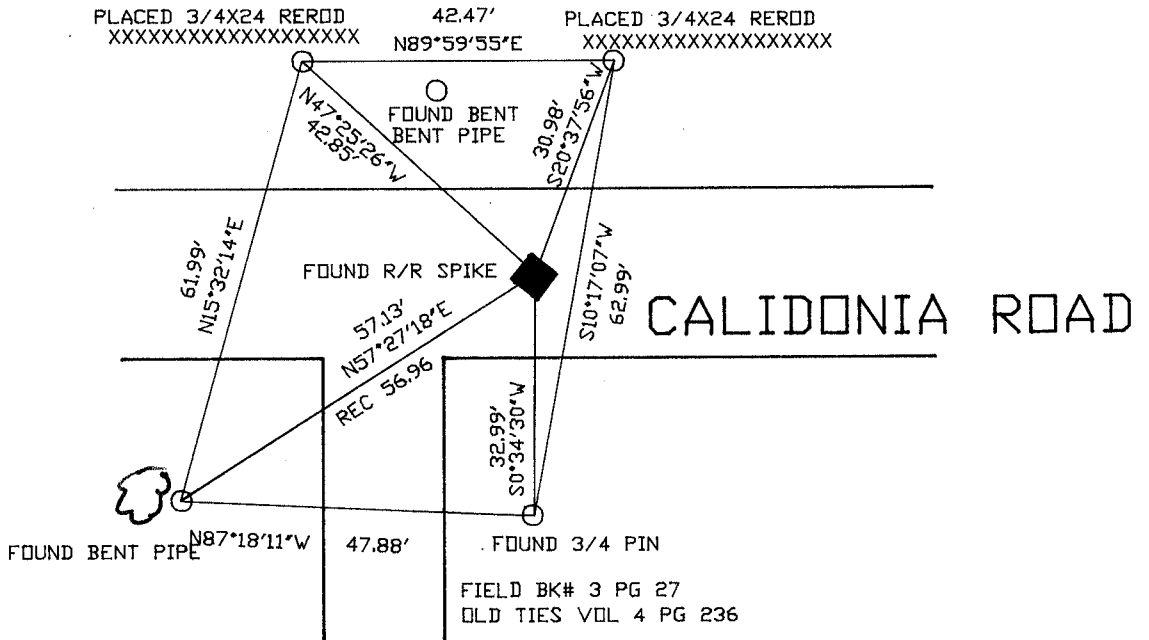 PLACED 3/4X24 REROD
XXXXXXXXXXXXXXXXXXX
42.47'
N89°59'55"E
PLACED 3/4X24 REROD
XXXXXXXXXXXXXXXXXXX
FOUND BENT
BENT PIPE
N47°25'26"W
42.85'
30.98'
S20°37'56"W
61.99'
N15°32'14"E
FOUND R/R SPIKE
S10°17'07"W
62.99'
CALIDONIA ROAD
57.13'
N57°27'18"E
REC 56.96
32.99'
S0°34'30"W
FOUND BENT PIPE
N87°18'11"W
47.88'
FOUND 3/4 PIN
FIELD BK# 3 PG 27
OLD TIES VOL 4 PG 236